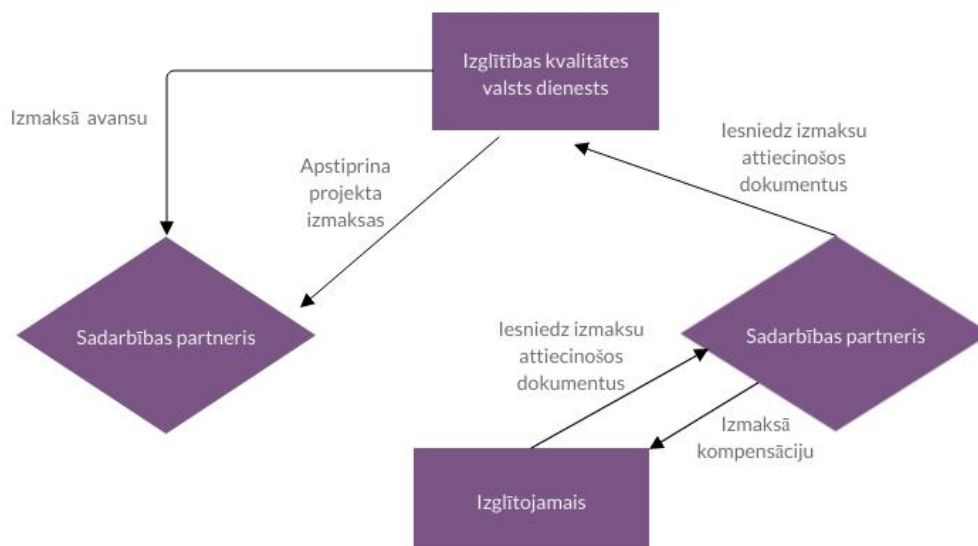 Izglītības kvalitātes
valsts dienests
Izmaksā avansu
Apstiprina
projekta
izmaksas
Iesniedz izmaksu
attiecinošos
dokumentus
Sadarbības partneris
Iesniedz izmaksu
attiecinošos
dokumentus
Sadarbības partneris
Izmaksā
kompensāciju
Izglītojamais